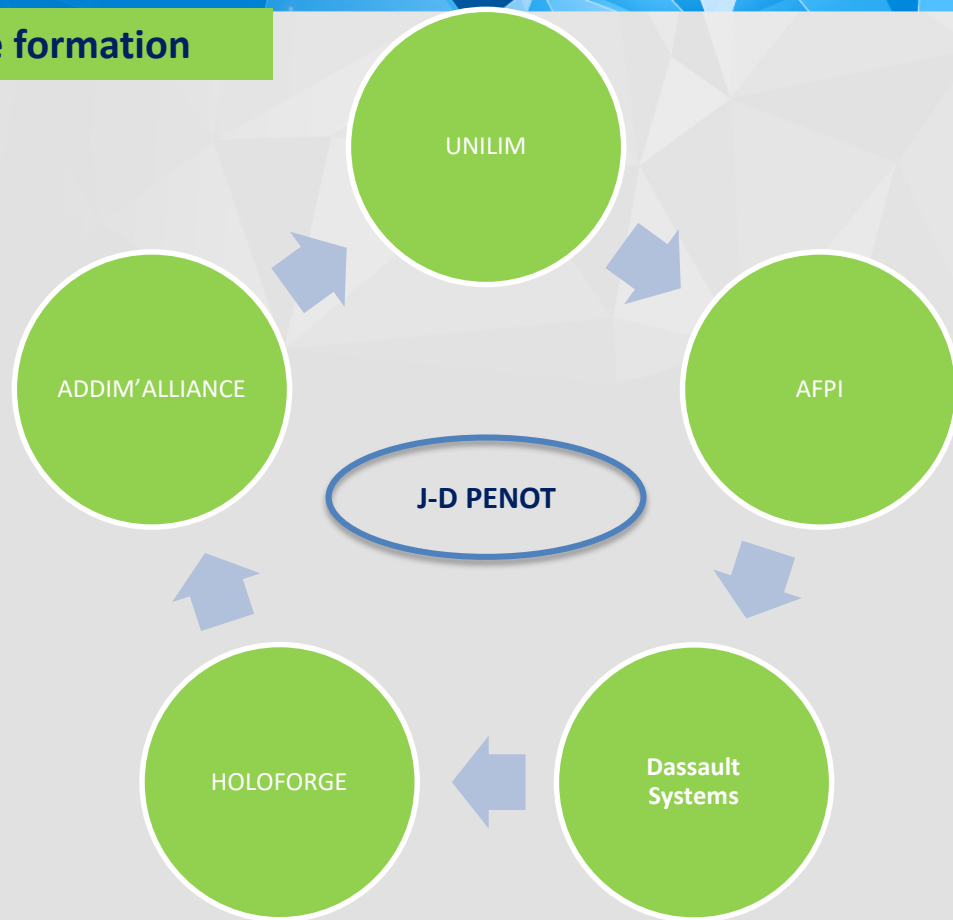 e formation
UNILIM
ADDIM’ALLIANCE
AFPI
J-D PENOT
HOLOFORGE
Dassault
Systems